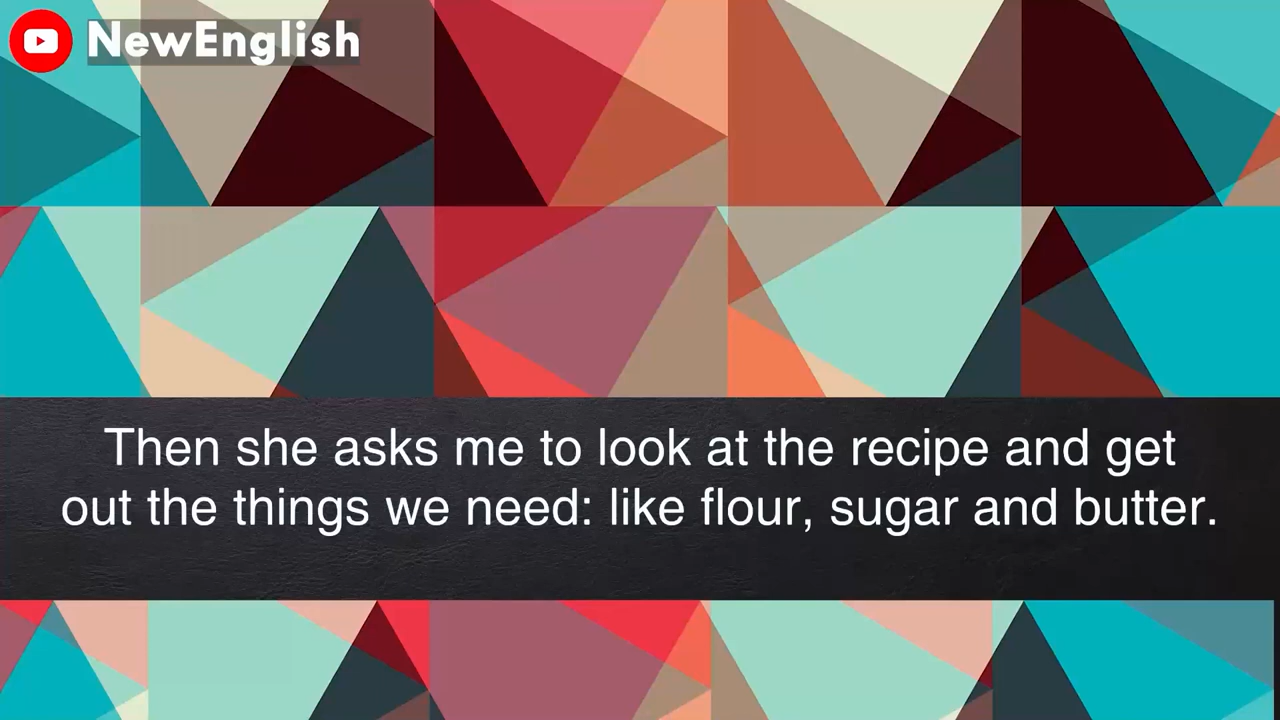 NewEnglish
Then she asks me to look at the recipe and get
out the things we need: like flour, sugar and butter.